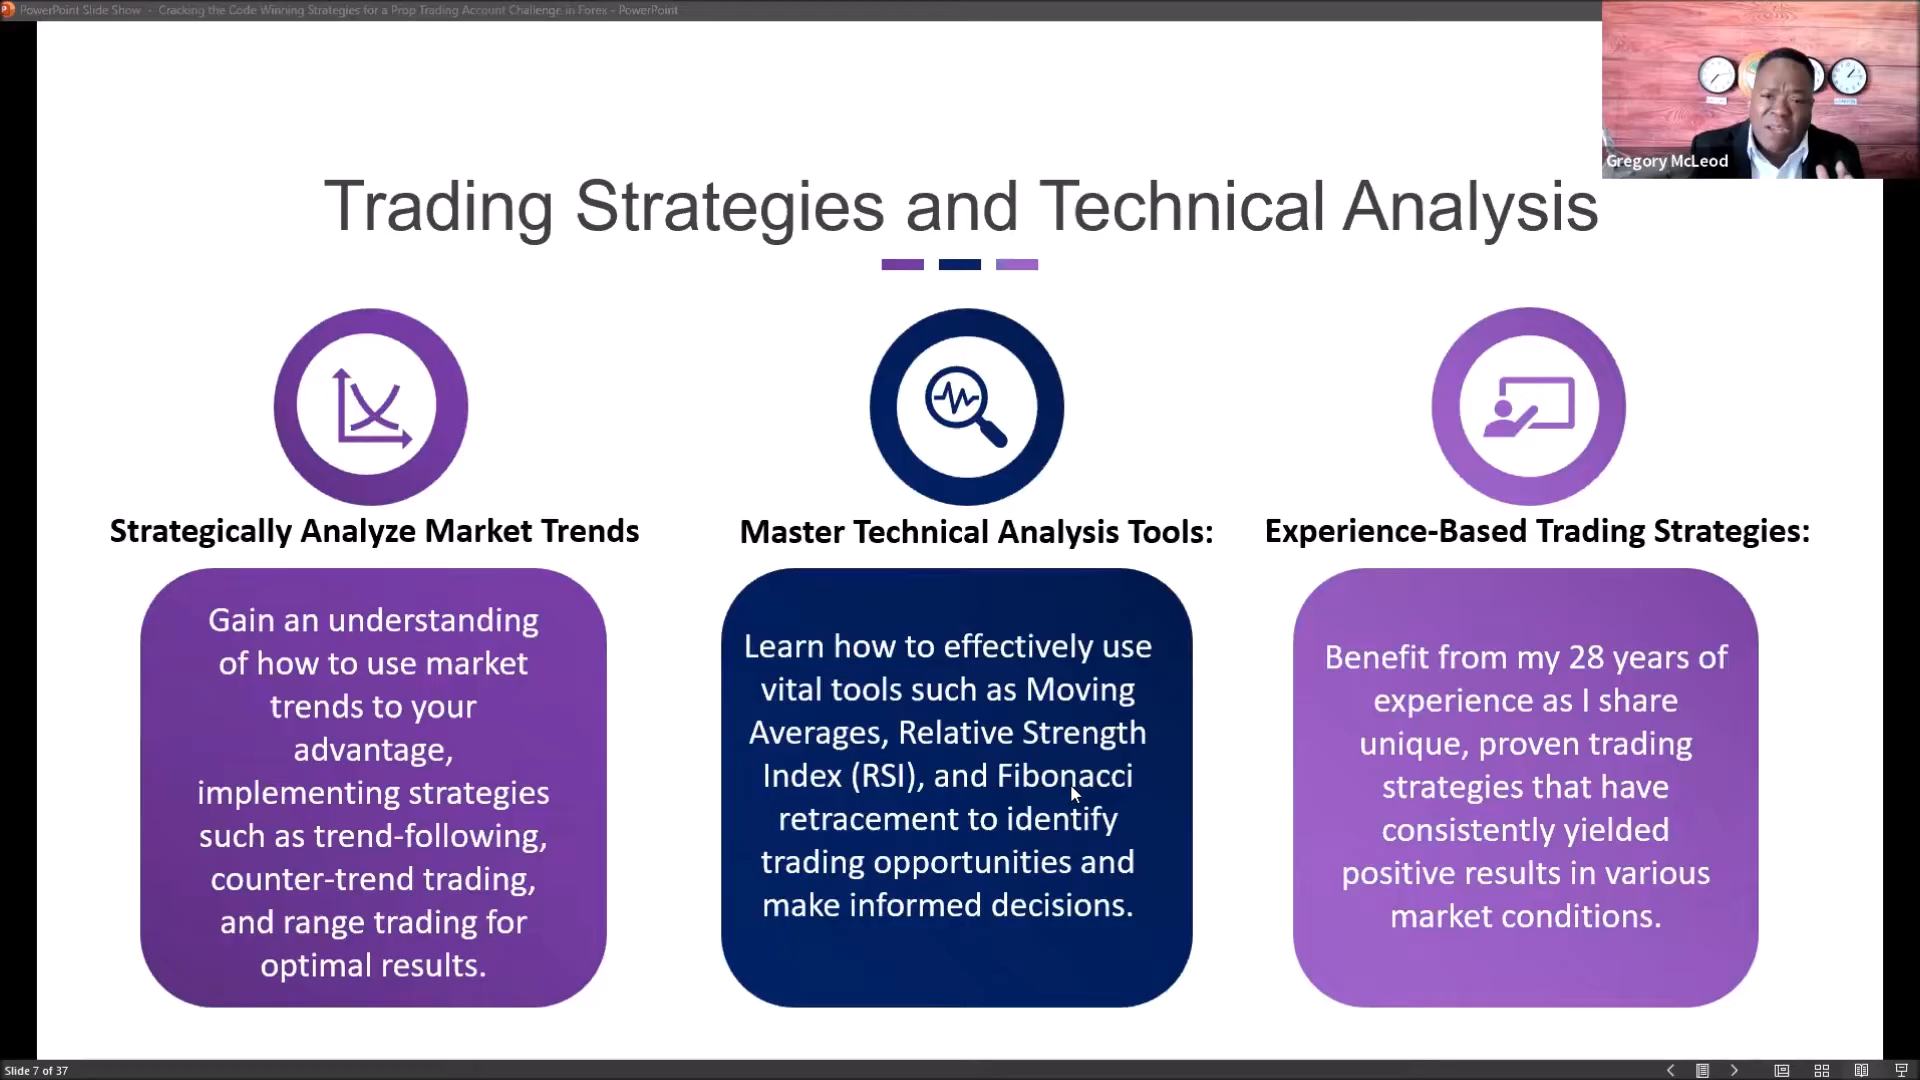 PowerPoint Slide Show - Cracking the Code Winning Strategies for a Prop Trading Account Challenge in Forex - PowerPoint
Gregory McLeod
Trading Strategies and Technical Analysis
Strategically Analyze Market Trends
Gain an understanding
of how to use market
trends to your
advantage,
implementing strategies
such as trend-following,
counter-trend trading,
and range trading for
optimal results.
Master Technical Analysis Tools:
Learn how to effectively use
vital tools such as Moving
Averages, Relative Strength
Index (RSI), and Fibonacci
retracement to identify
trading opportunities and
make informed decisions.
Experience-Based Trading Strategies:
Benefit from my 28 years of
experience as I share
unique, proven trading
strategies that have
consistently yielded
positive results in various
market conditions.
Slide 7 of 37